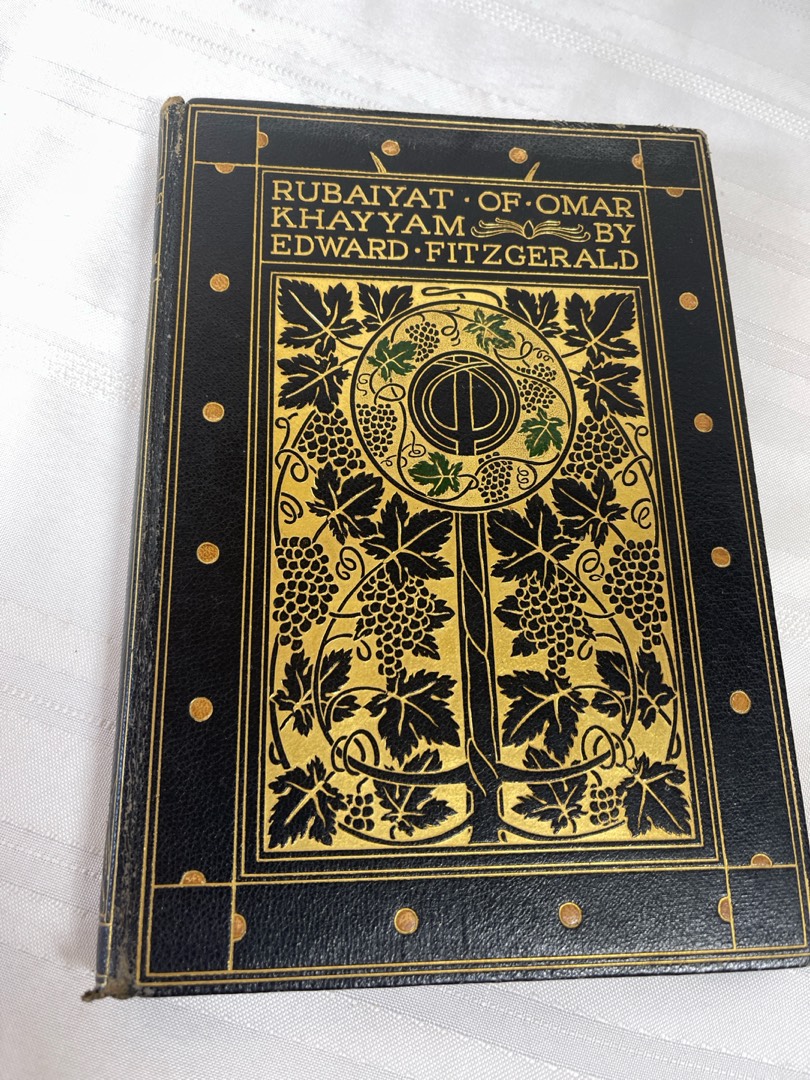 RUBAIYAT · OF · OMAR
KHAYYAM BY
EDWARD · FITZGERALD